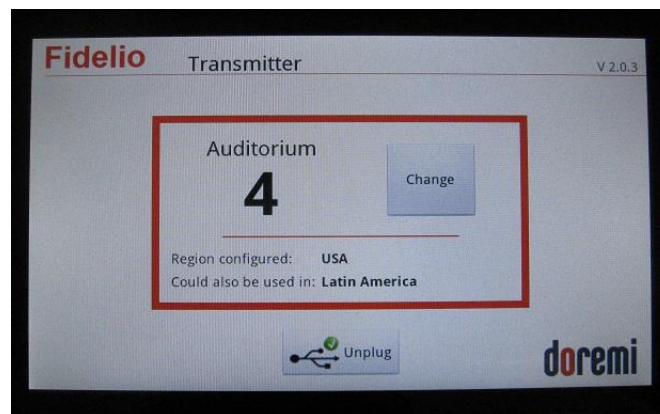 Fidelio Transmitter V 2.0.3
Auditorium
4
Change
Region configured: USA
Could also be used in: Latin America
Unplug
doremi